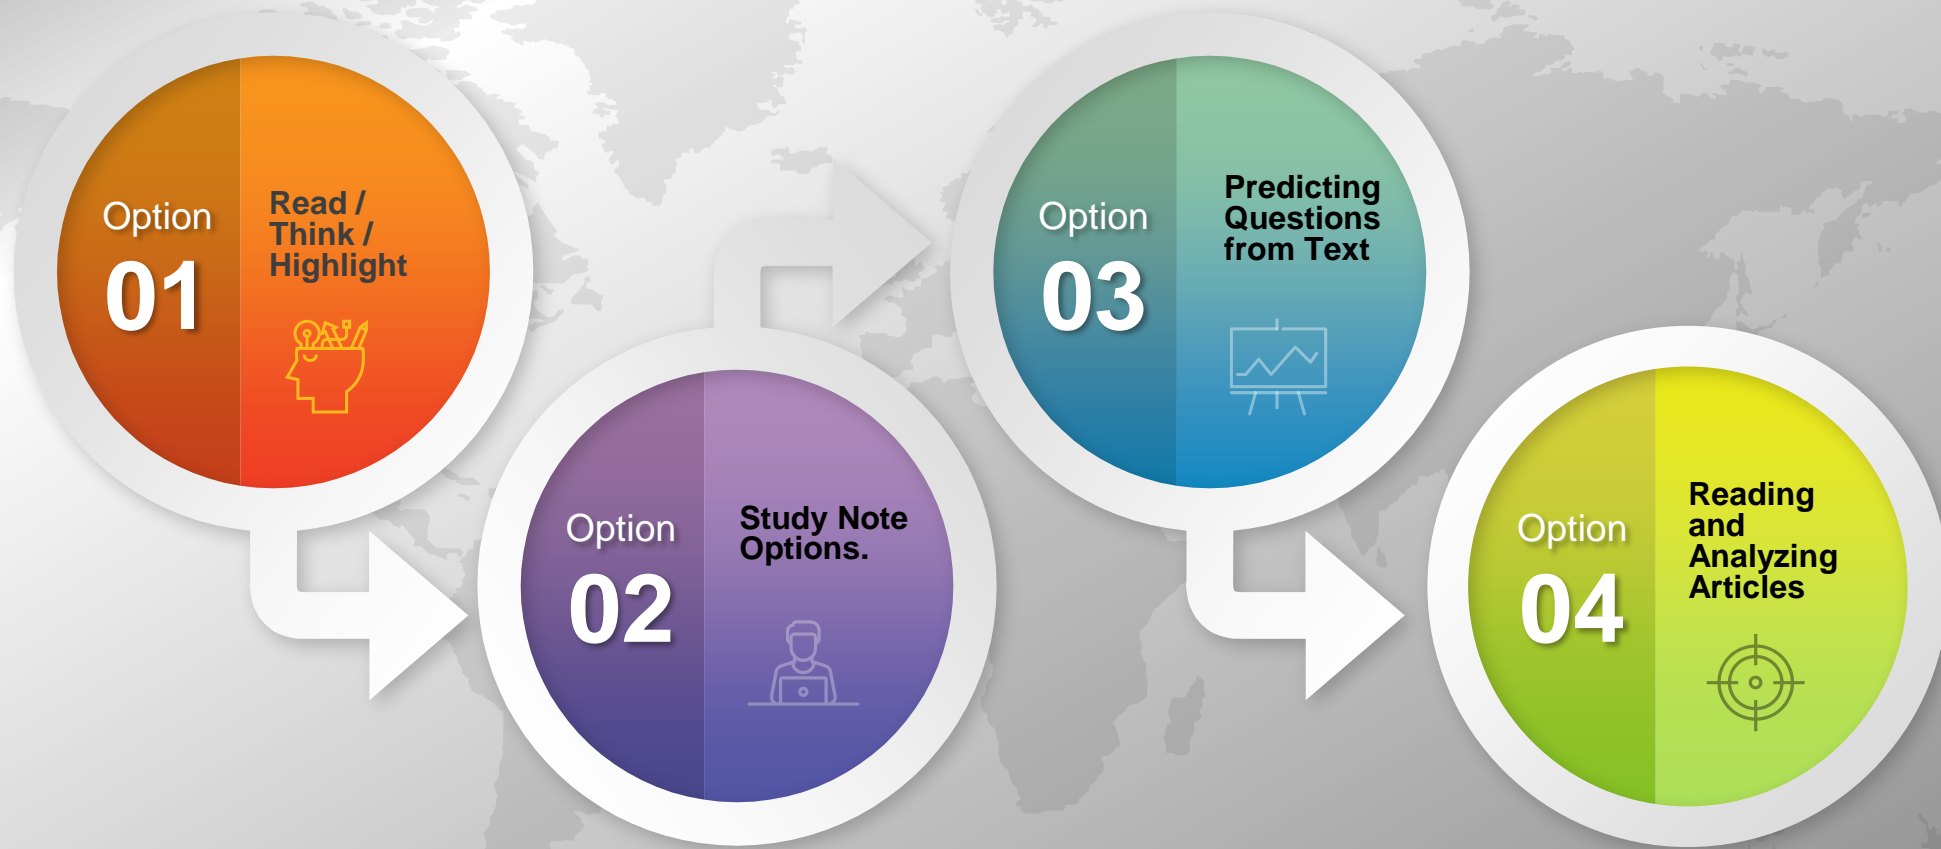 Option
01
Read /
Think /
Highlight
Option
02
Study Note
Options.
Option
03
Predicting
Questions
from Text
Option
04
Reading
and
Analyzing
Articles